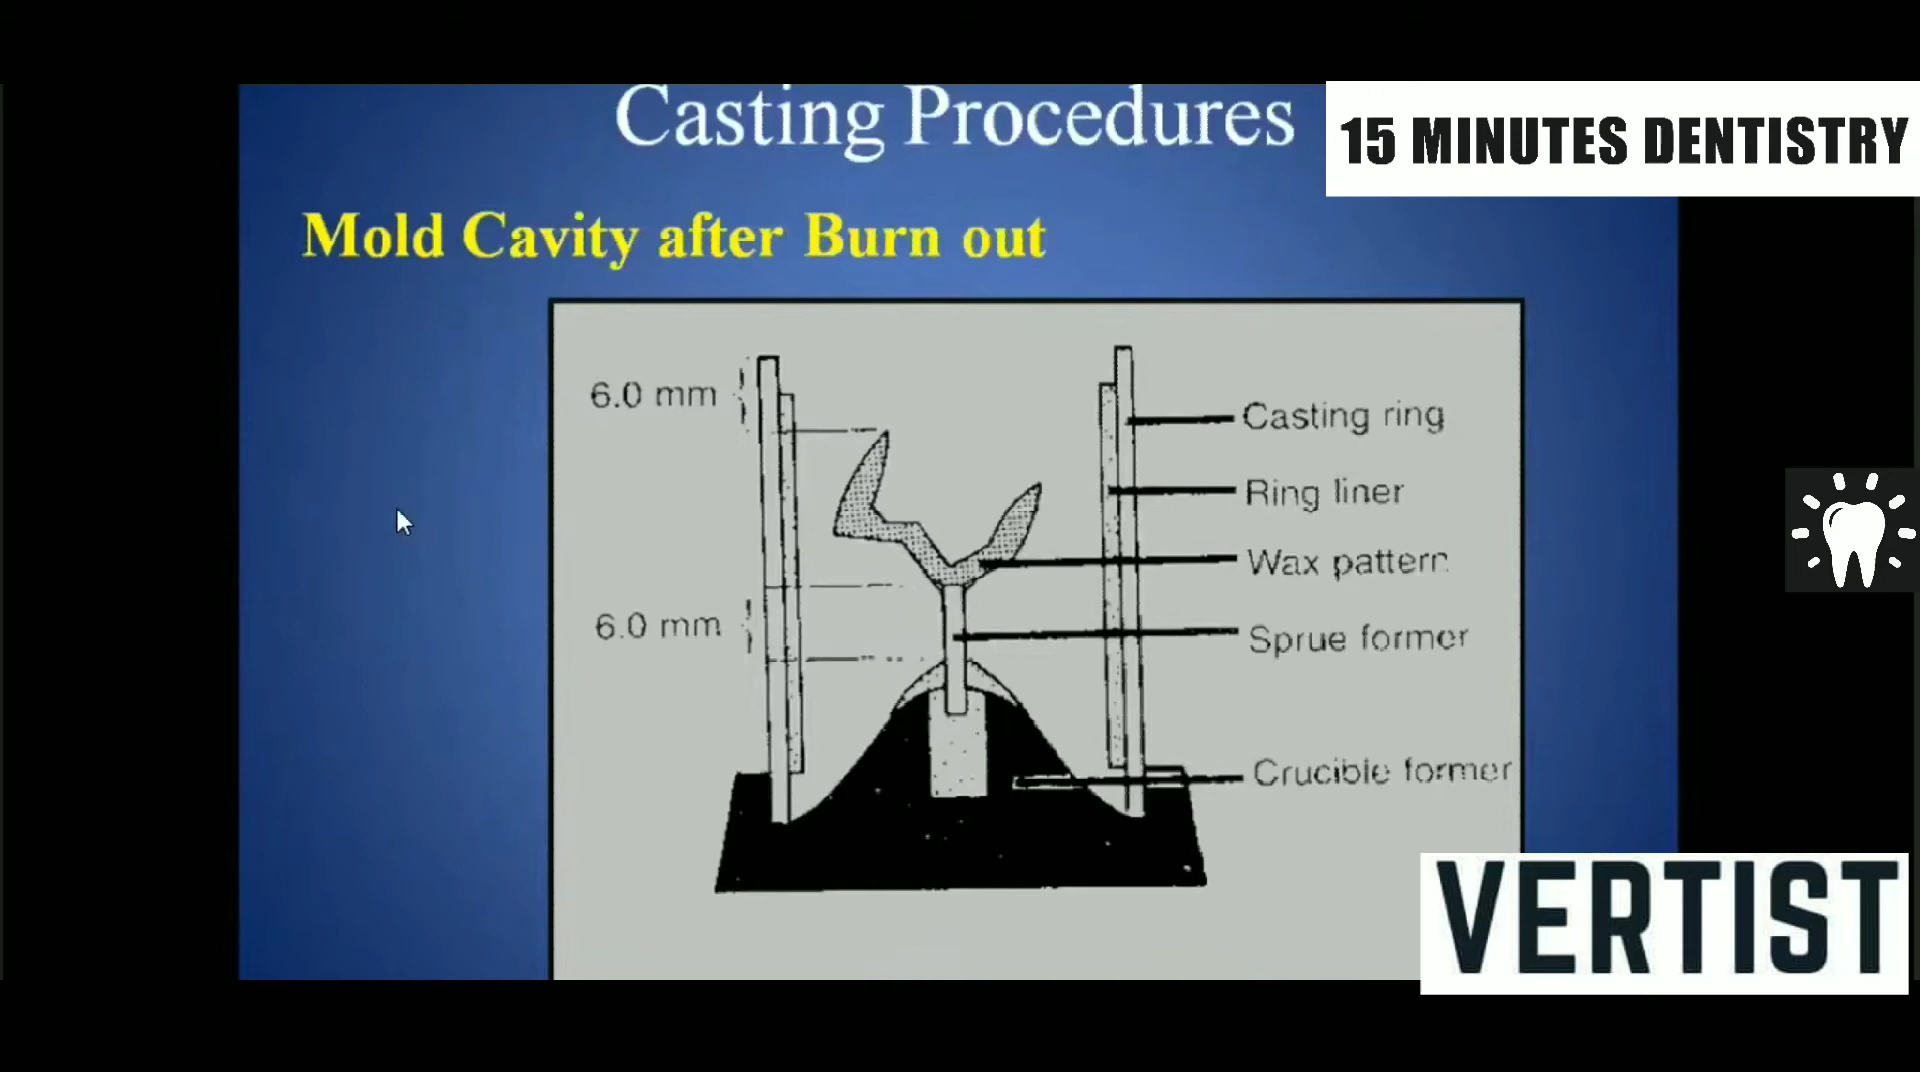 Casting Procedures
15 MINUTES DENTISTRY
Mold Cavity after Burn out
6.0 mm
Casting ring
Ring liner
Wax pattern
6.0 mm
Sprue former
Crucible former
VERTIST